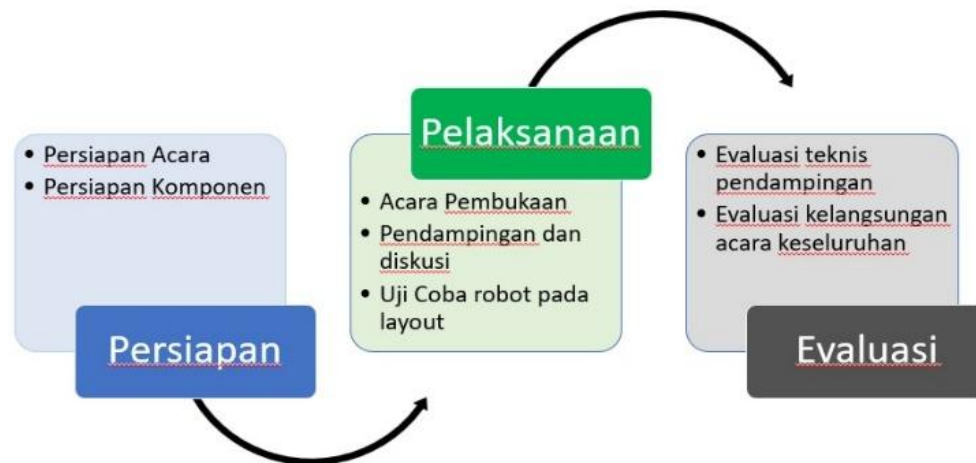 • Persiapan Acara
• Persiapan Komponen
Persiapan
Pelaksanaan
• Acara Pembukaan
• Pendampingan dan
diskusi
• Uji Coba robot pada
layout
• Evaluasi teknis
pendampingan
• Evaluasi kelangsungan
acara keseluruhan
Evaluasi